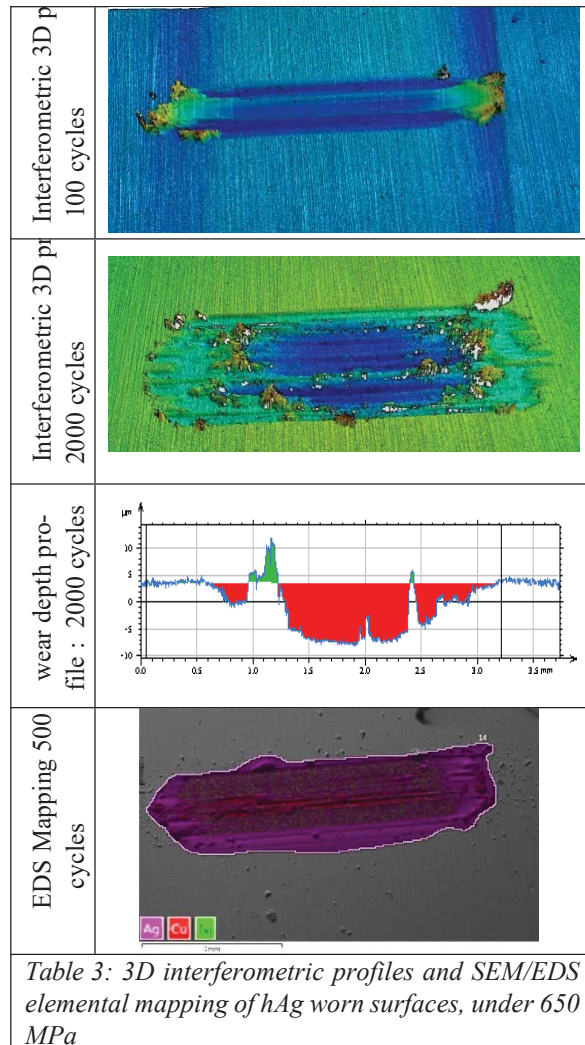 Interferometric 3D
100 cycles
Interferometric 3D
2000 cycles
wear depth pro-
file : 2000 cycles
µm
10
5
0
-5
-10
0.0 0.5 1.0 1.5 2.0 2.5 3.0 3.5 mm
EDS Mapping 500
cycles
14
Ag Cu Ni
1mm
Table 3: 3D interferometric profiles and SEM/EDS
elemental mapping of hAg worn surfaces, under 650
MPa